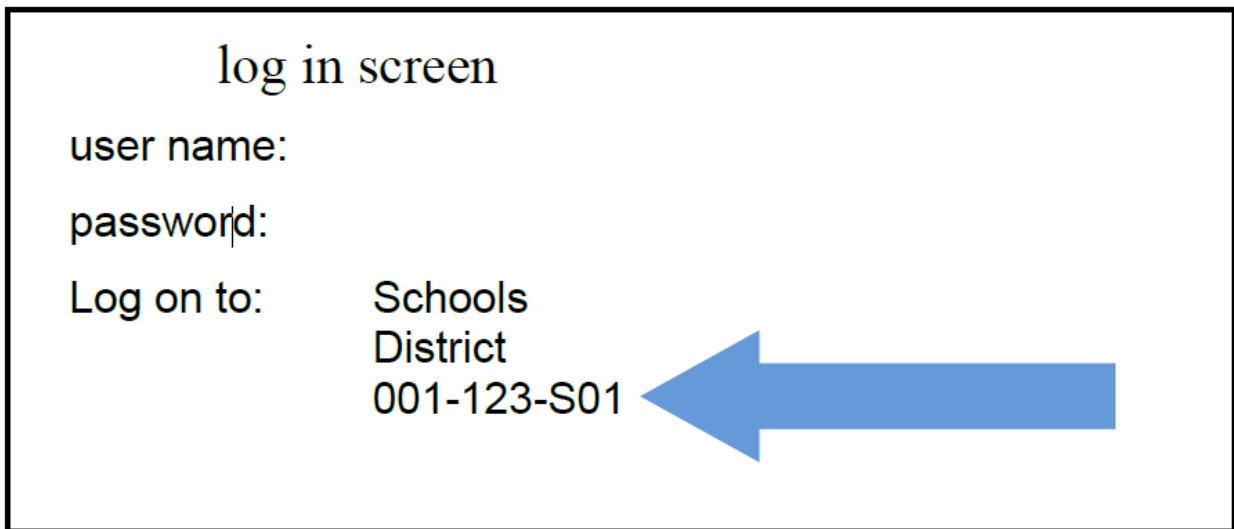 log in screen
user name:
password:
Log on to: Schools
District
001-123-S01